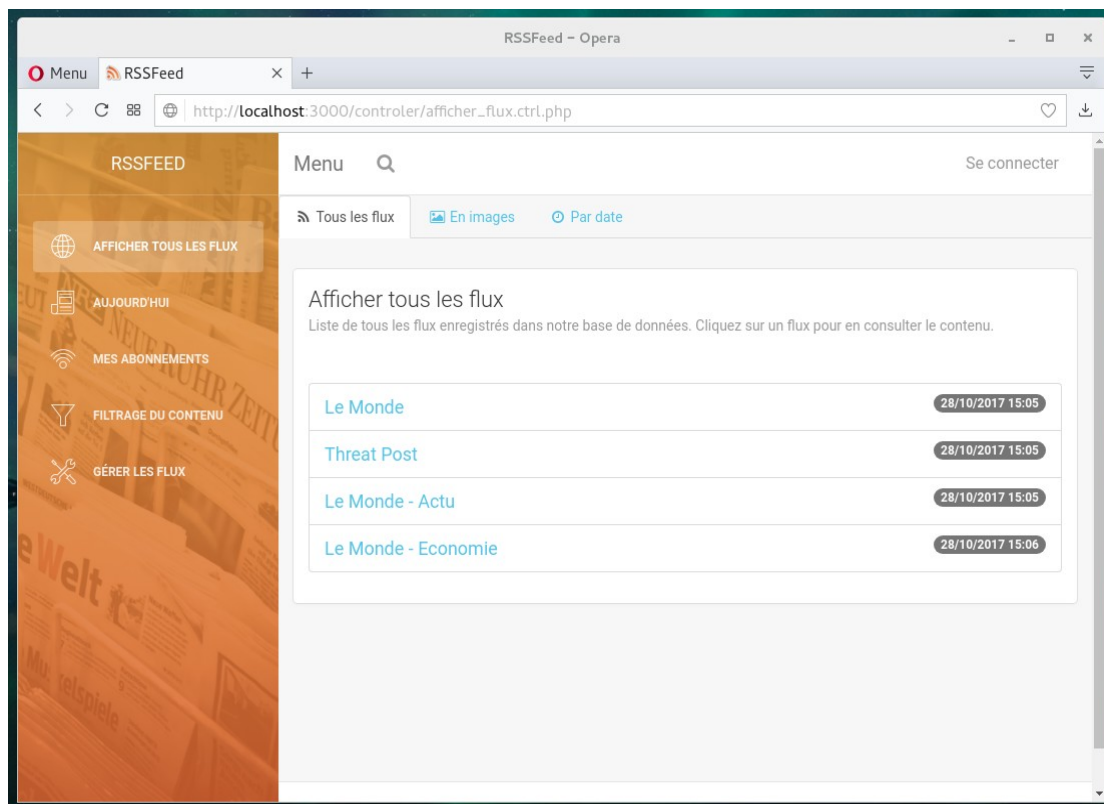 RSSFeed - Opera
Menu RSSFeed
http://localhost:3000/controler/afficher_flux.ctrl.php
RSSFEED
Menu
Se connecter
Tous les flux En images Par date
AFFICHER TOUS LES FLUX
AUJOURD'HUI
MES ABONNEMENTS
FILTRAGE DU CONTENU
GÉRER LES FLUX
Afficher tous les flux
Liste de tous les flux enregistrés dans notre base de données. Cliquez sur un flux pour en consulter le contenu.
Le Monde 28/10/2017 15:05
Threat Post 28/10/2017 15:05
Le Monde - Actu 28/10/2017 15:05
Le Monde - Economie 28/10/2017 15:06
NEUE RUHR ZEIT
e Welt